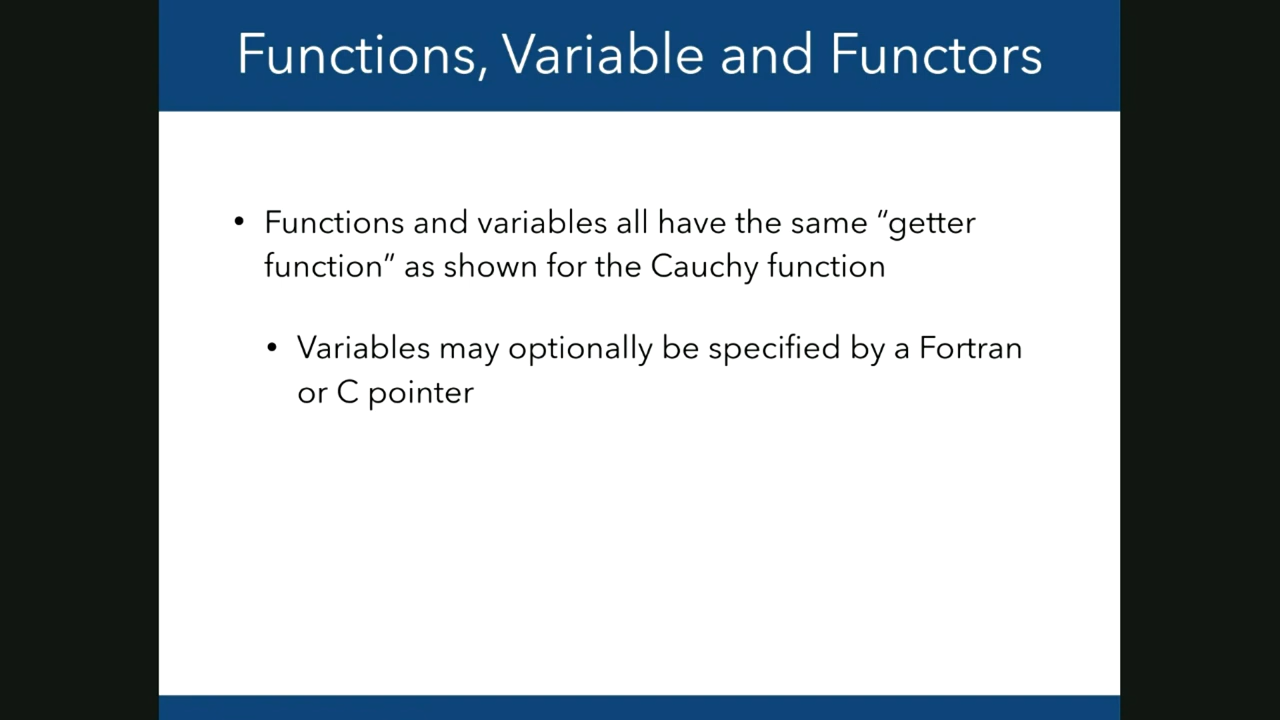 Functions, Variable and Functors
• Functions and variables all have the same “getter
function” as shown for the Cauchy function
• Variables may optionally be specified by a Fortran
or C pointer